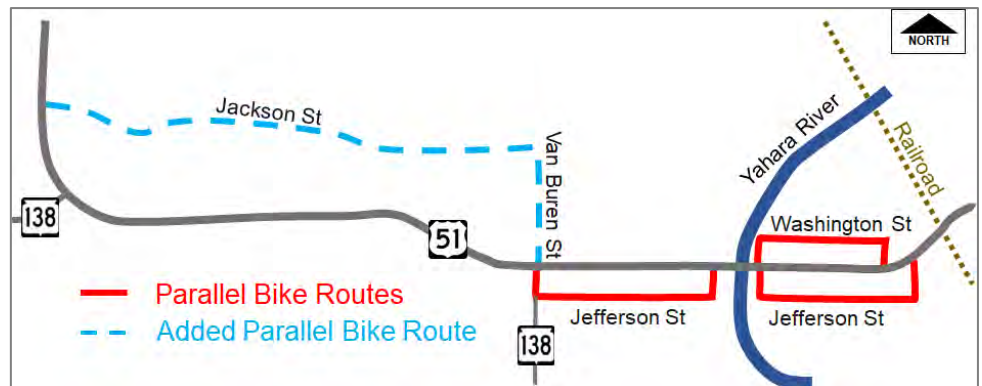 NORTH
Jackson St
Van Buren St
Yahara River
Railroad
138
Washington St
51
Parallel Bike Routes
Jefferson St
Jefferson St
Added Parallel Bike Route
138